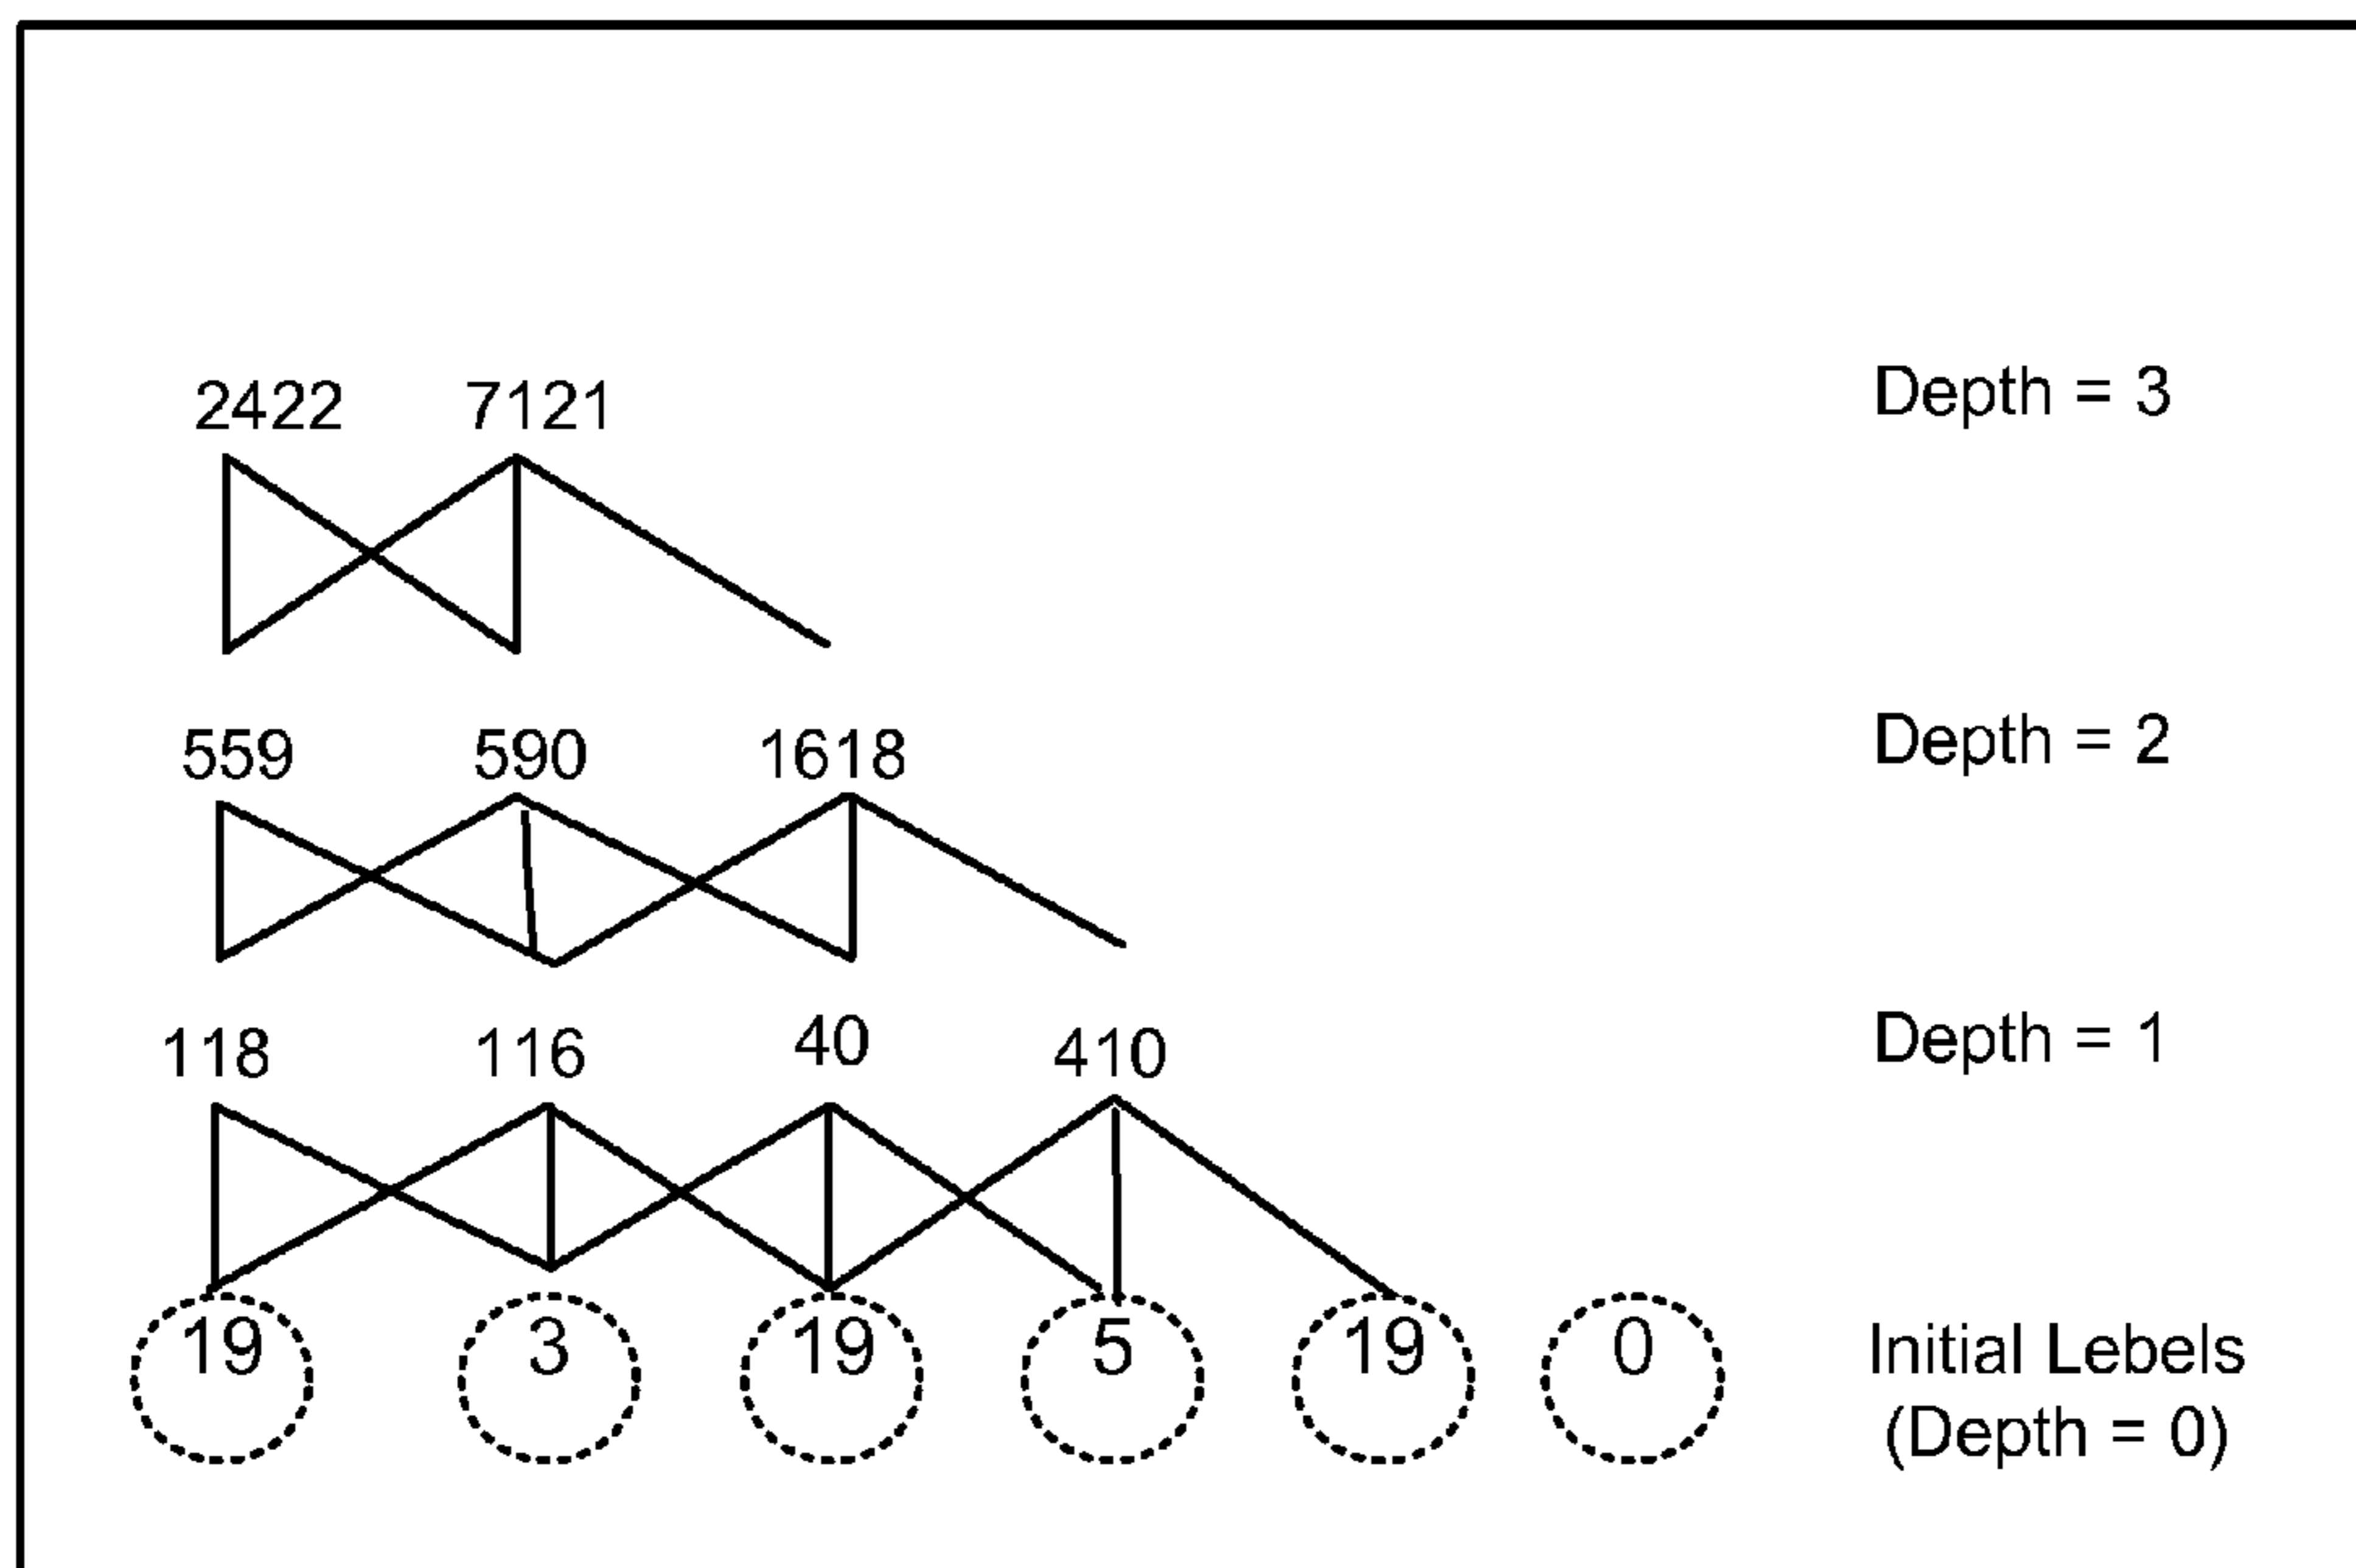 2422 7121 Depth = 3
559 590 1618 Depth = 2
118 116 40 410 Depth = 1
19 3 19 5 19 0 Initial Lebels
(Depth = 0)